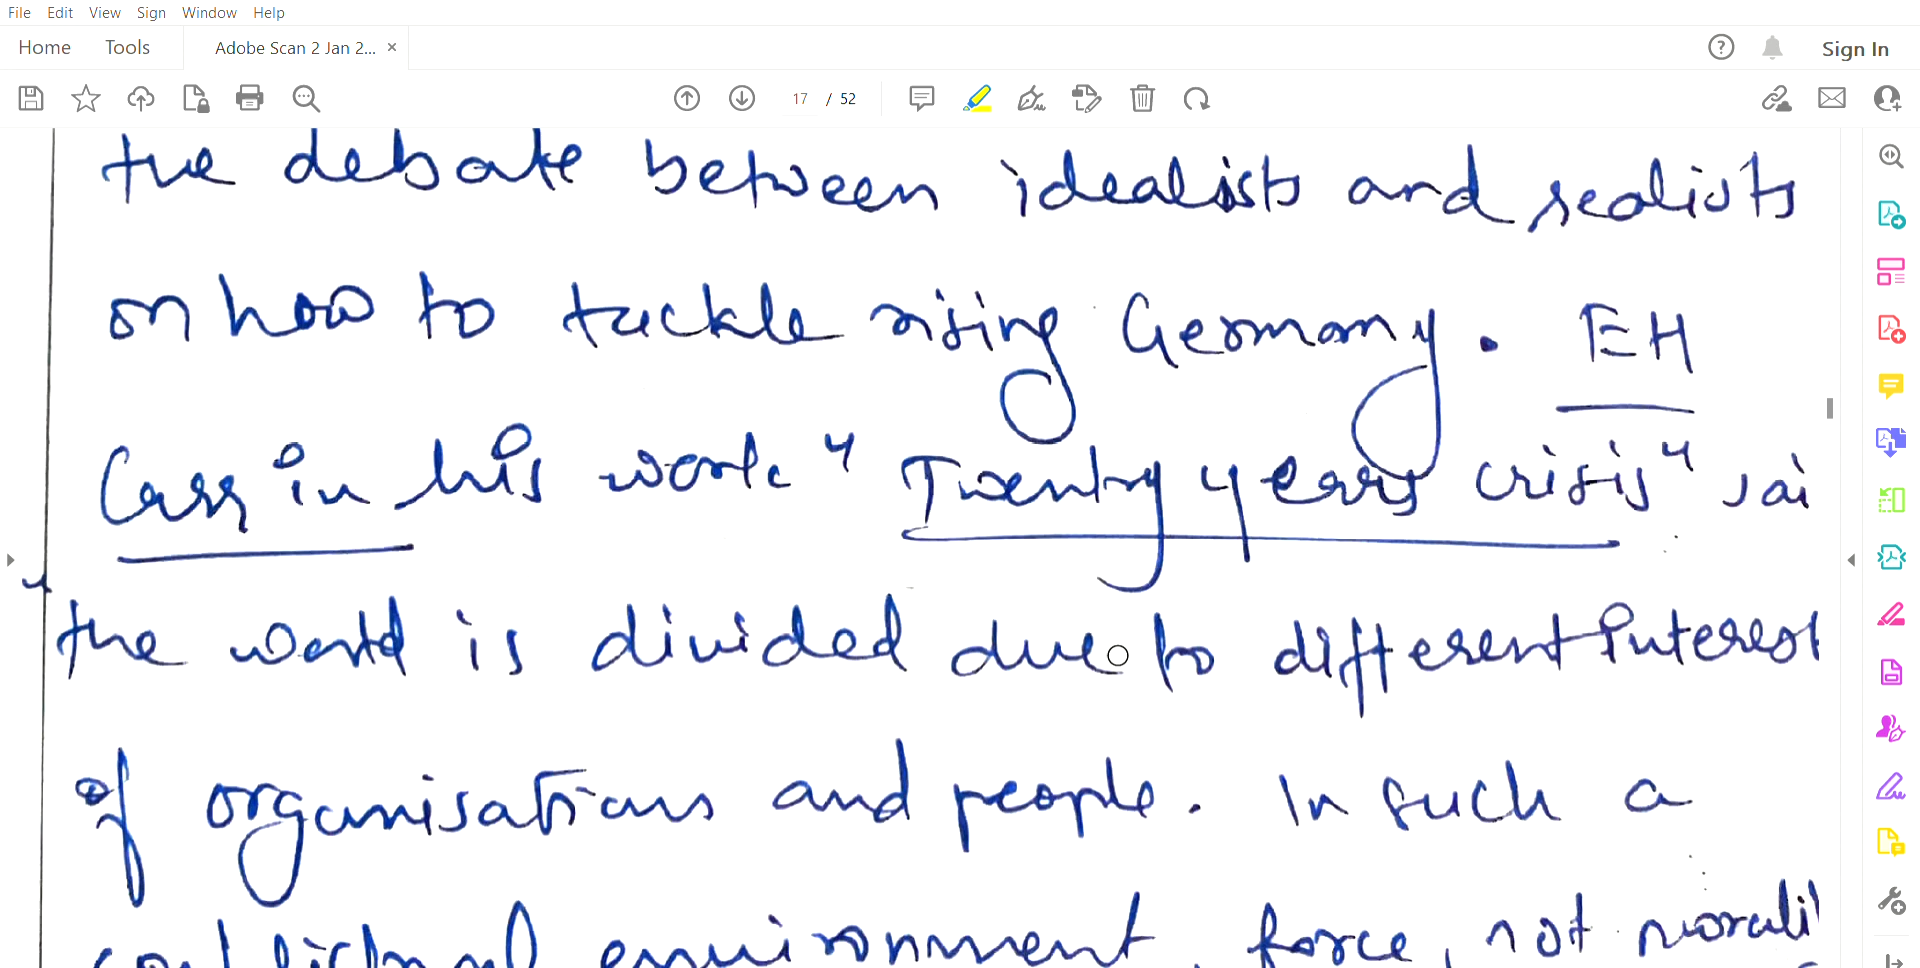 File Edit View Sign Window Help
Home Tools Adobe Scan 2 Jan 2... × Sign In
17 / 52
the debate between idealists and realists
on how to tackle rising Germany. EH
Carr in his work "Twenty years crisis" sai
the world is divided due to different interest
of organisations and people. In such a
environment, force, not morali